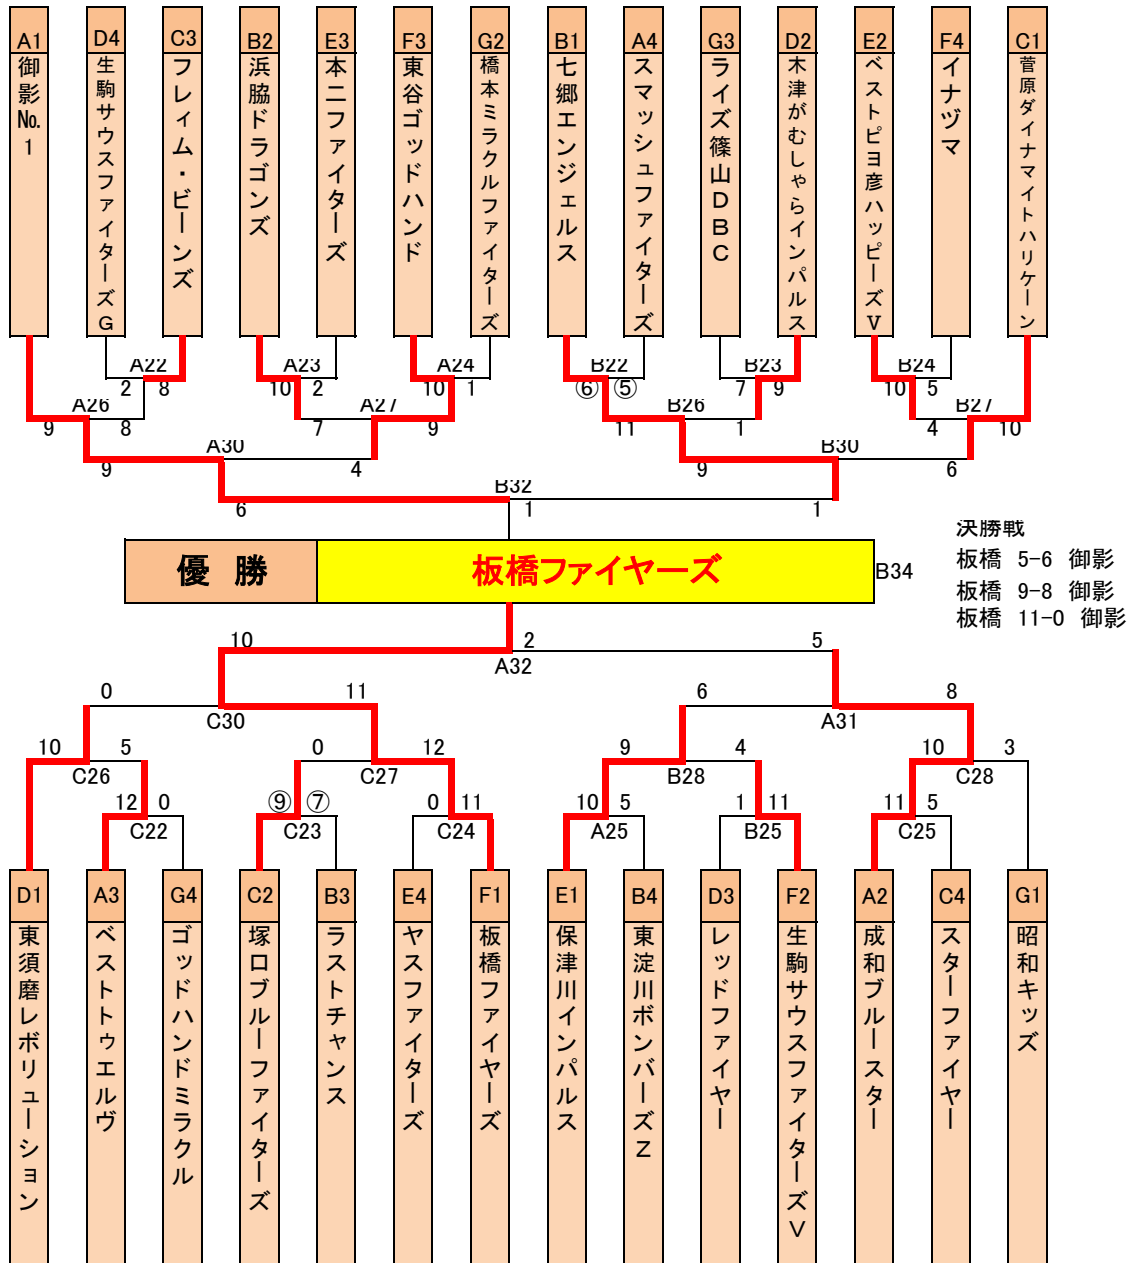 A1 D4 C3 B2 E3 F3 G2 B1 A4 G3 D2 E2 F4 C1
御影No.1
生駒サウスファイターズG
フレィム・ビーンズ
浜脇ドラゴンズ
本二ファイターズ
東谷ゴッドハンド
橋本ミラクルファイターズ
七郷エンジェルス
スマッシュファイターズ
ライズ篠山DBC
木津がむしゃらインパルス
ベストピヨ彦ハッピーズV
イナヅマ
菅原ダイナマイトハリケーン
A22 A23 A24 B22 B23 B24
2 8 10 2 10 1 ⑥ ⑤ 7 9 10 5
A26 A27 B26 B27
9 8 7 9 11 1 4 10
A30 B30
9 4 9 6
B32
6 1 1
決勝戦
板橋 5-6 御影
板橋 9-8 御影
板橋 11-0 御影
優勝 板橋ファイヤーズ B34
10 2 5
A32
0 11 6 8
C30 A31
10 5 0 12 9 4 10 3
C26 C27 B28 C28
12 0 ⑨ ⑦ 0 11 10 5 1 11 11 5
C22 C23 C24 A25 B25 C25
D1 A3 G4 C2 B3 E4 F1 E1 B4 D3 F2 A2 C4 G1
東須磨レボリューション
ベストトゥエルヴ
ゴッドハンドミラクル
塚口ブルーファイターズ
ラストチャンス
ヤスファイターズ
板橋ファイヤーズ
保津川インパルス
東淀川ボンバーズZ
レッドファイヤー
生駒サウスファイターズV
成和ブルースター
スターファイヤー
昭和キッズ